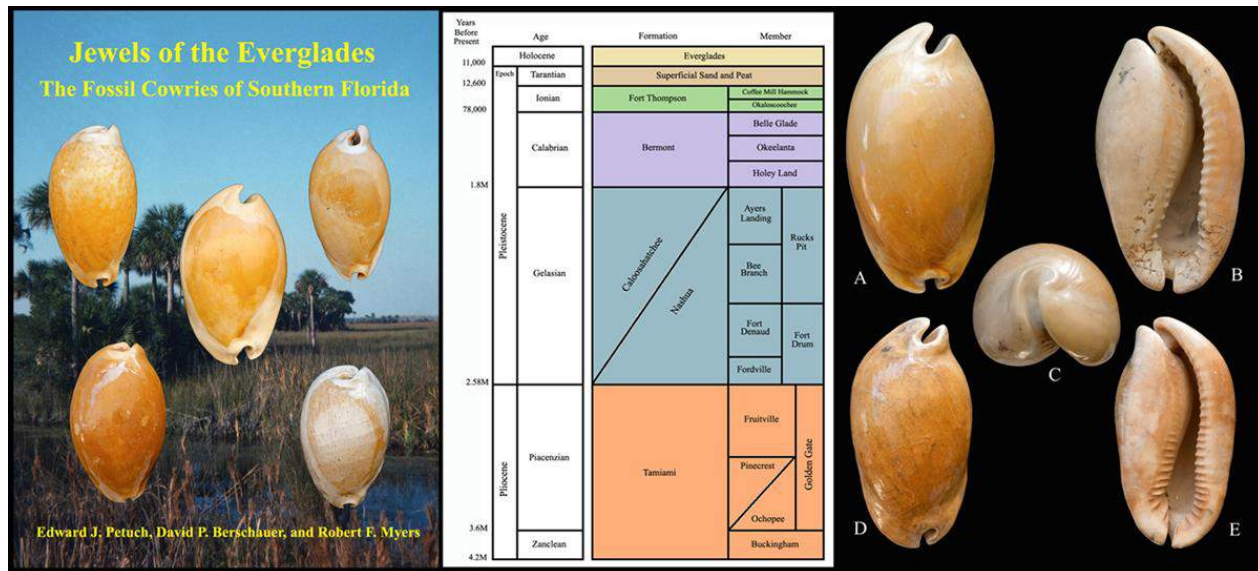 Jewels of the Everglades
The Fossil Cowries of Southern Florida
Edward J. Petuch, David P. Berschauer, and Robert F. Myers
Years
Before
Present
Age
Formation
Member
Holocene
Everglades
11,000
Epoch
Tarantian
Superficial Sand and Peat
12,600
Ionian
Fort Thompson
Coffee Mill Hammock
Okaloacoochee
78,000
Pleistocene
Calabrian
Bermont
Belle Glade
Okeelanta
Holey Land
1.8M
Gelasian
Caloosahatchee
Nashua
Ayers
Landing
Rucks
Pit
Bee
Branch
Fort
Denaud
Fort
Drum
Fordville
2.58M
Pliocene
Piacenzian
Tamiami
Fruitville
Golden Gate
Pinecrest
Ochopee
3.6M
Zanclean
Buckingham
4.2M
A
B
C
D
E